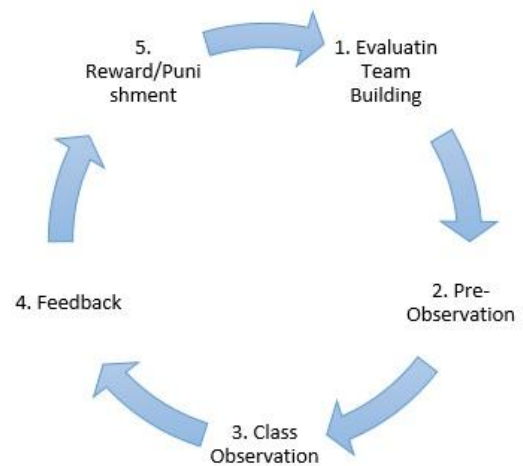 1. Evaluatin
Team
Building
2. Pre-
Observation
3. Class
Observation
4. Feedback
5.
Reward/Puni
shment